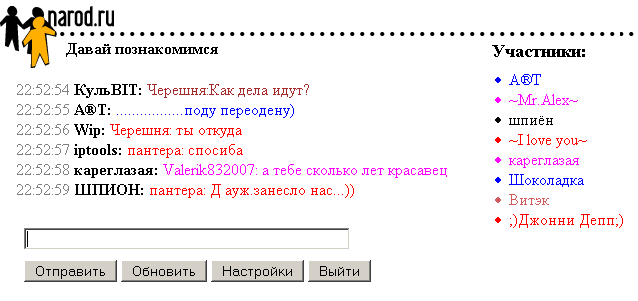 narod.ru
Давай познакомимся
22:52:54 КульBIT: Черешня:Как дела идут?
22:52:55 A®T: .................поду переодену)
22:52:56 Wip: Черешня: ты откуда
22:52:57 iptools: пантера: спосиба
22:52:58 кареглазая: Valerik832007: а тебе сколько лет красавец
22:52:59 ШПИОН: пантера: Д ауж.занесло нас...))
Отправить Обновить Настройки Выйти
Участники:
A®T
~Mr.Alex~
шпиён
~I love you~
кареглазая
Шоколадка
Витэк
;)Джонни Депп;)